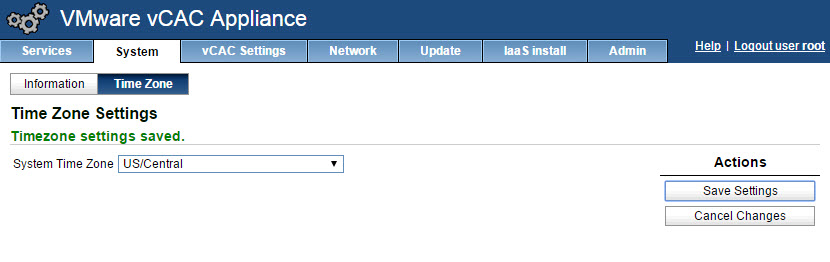 VMware vCAC Appliance
Services System vCAC Settings Network Update IaaS install Admin Help | Logout user root
Information Time Zone
Time Zone Settings
Timezone settings saved.
System Time Zone US/Central
Actions
Save Settings
Cancel Changes